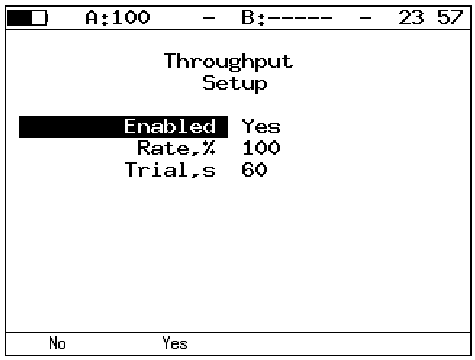 A:100 - B:----- - 23 57
Throughput
Setup
Enabled Yes
Rate,% 100
Trial,s 60
No Yes